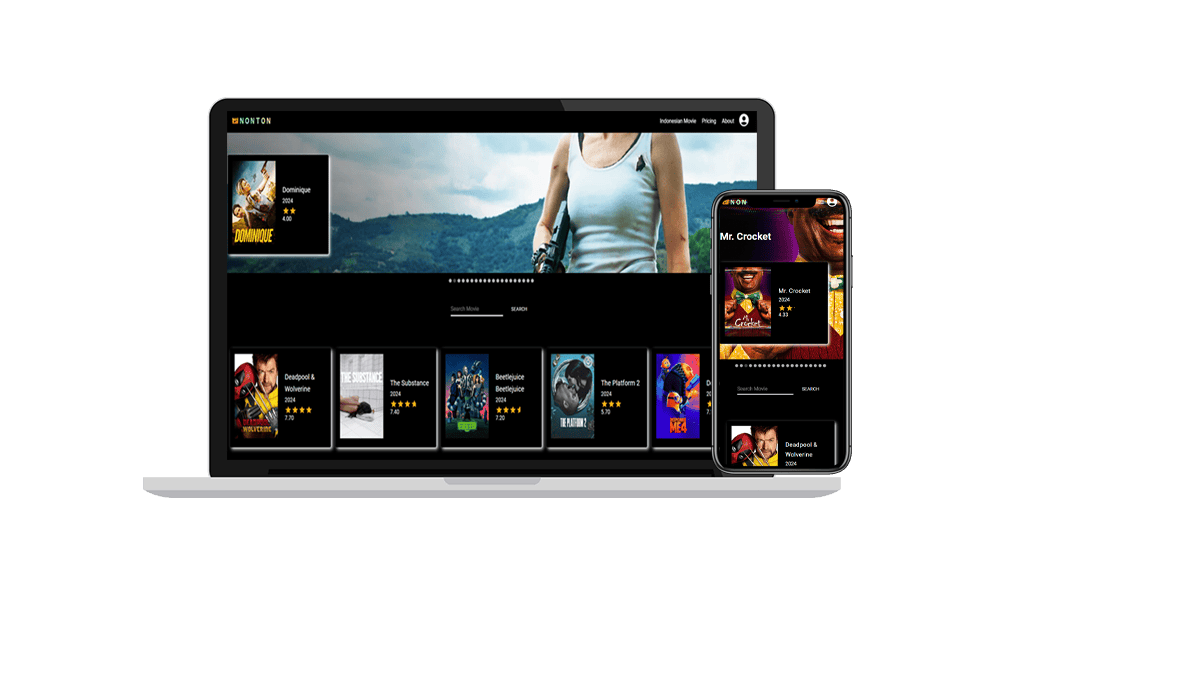 NONTON
Indonesian Movie Pricing About
Dominique
2024
4.00
DOMINIQUE
Search Movie SEARCH
Deadpool &
Wolverine
2024
7.70
DEADPOOL
WOLVERINE
THE SUBSTANCE
The Substance
2024
7.40
Beetlejuice
Beetlejuice
2024
7.20
The Platform 2
2024
5.70
THE PLATFORM 2
ME4
NON
Mr. Crocket
Mr. Crocket
2024
4.33
Mr.
Crocket
Search Movie SEARCH
Deadpool &
Wolverine
2024